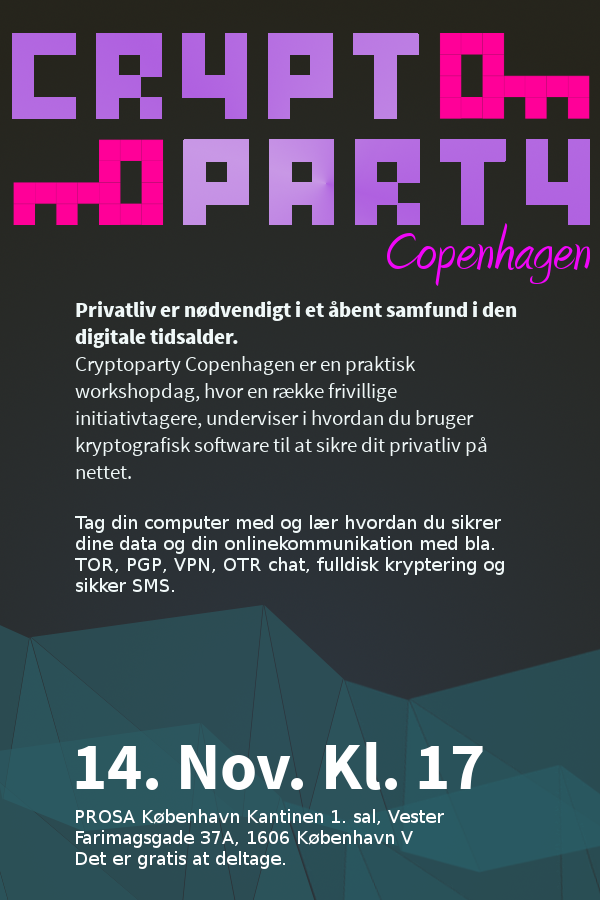 CRYPTO
PARTY
Copenhagen
Privatliv er nødvendigt i et åbent samfund i den
digitale tidsalder.
Cryptoparty Copenhagen er en praktisk
workshopdag, hvor en række frivillige
initiativtagere, underviser i hvordan du bruger
kryptografisk software til at sikre dit privatliv på
nettet.
Tag din computer med og lær hvordan du sikrer
dine data og din onlinekommunikation med bla.
TOR, PGP, VPN, OTR chat, fulldisk kryptering og
sikker SMS.
14. Nov. Kl. 17
PROSA København Kantinen 1. sal, Vester
Farimagsgade 37A, 1606 København V
Det er gratis at deltage.